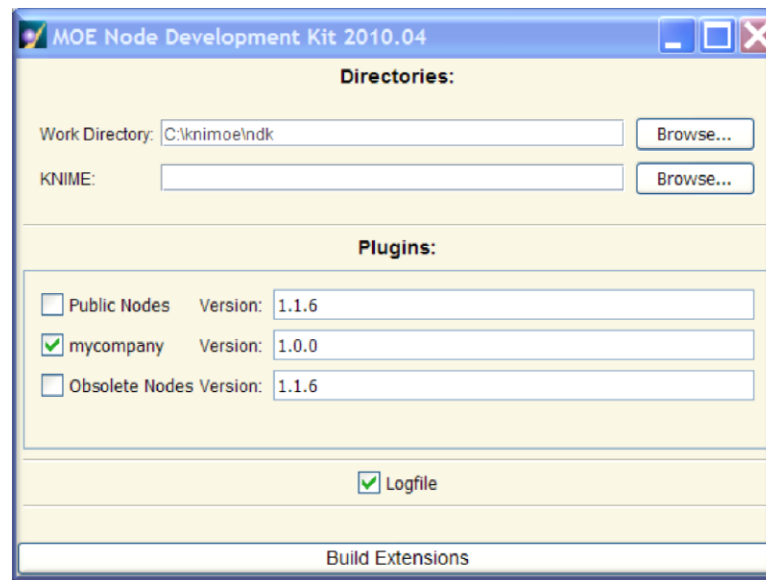 MOE Node Development Kit 2010.04
Directories:
Work Directory: C:\knimoe\ndk Browse...
KNIME: Browse...
Plugins:
Public Nodes Version: 1.1.6
mycompany Version: 1.0.0
Obsolete Nodes Version: 1.1.6
Logfile
Build Extensions